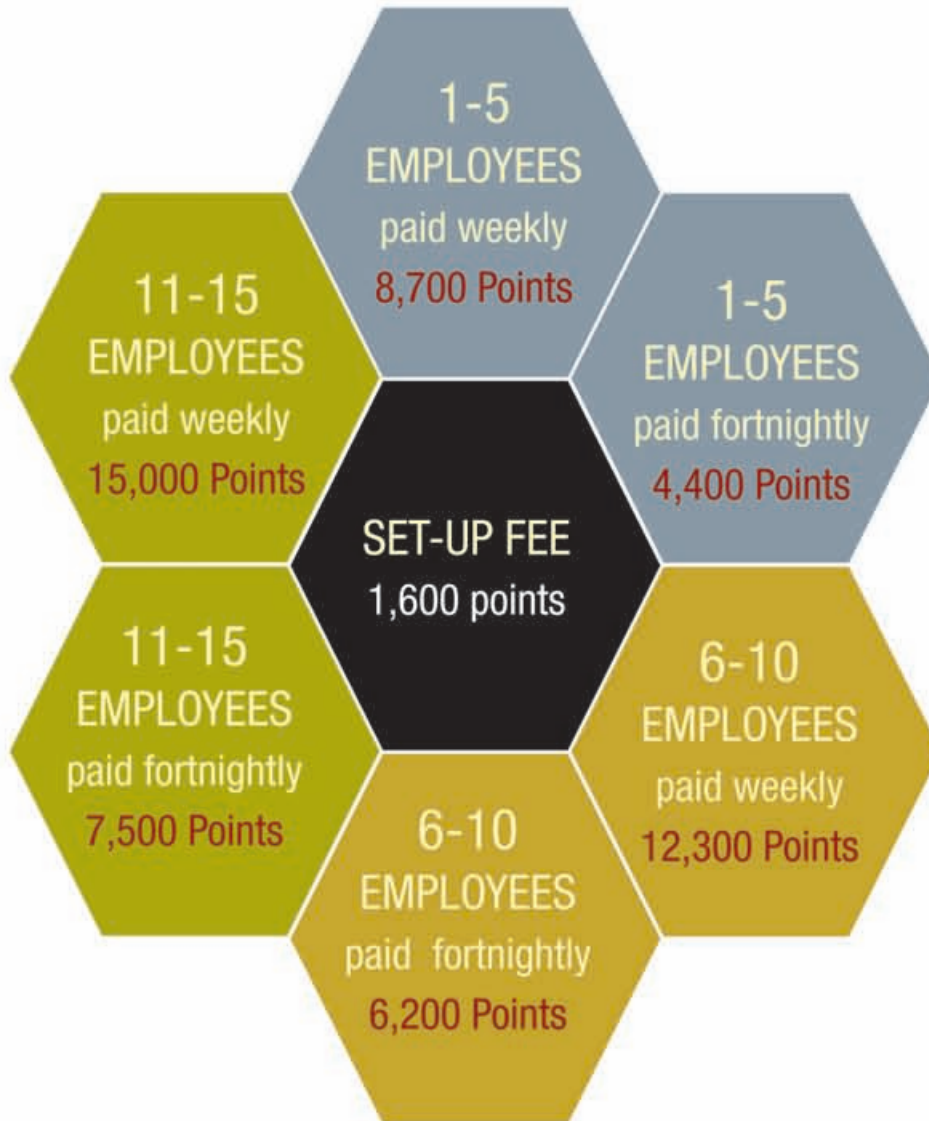 1-5
EMPLOYEES
paid weekly
8,700 Points
1-5
EMPLOYEES
paid fortnightly
4,400 Points
6-10
EMPLOYEES
paid weekly
12,300 Points
6-10
EMPLOYEES
paid fortnightly
6,200 Points
11-15
EMPLOYEES
paid fortnightly
7,500 Points
11-15
EMPLOYEES
paid weekly
15,000 Points
SET-UP FEE
1,600 points